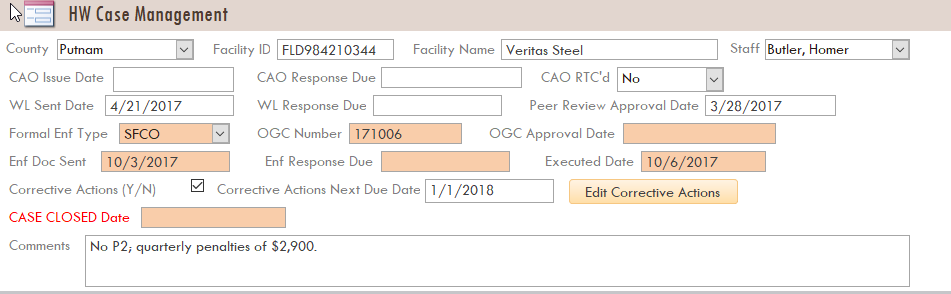 HW Case Management
County Putnam Facility ID FLD984210344 Facility Name Veritas Steel Staff Butler, Homer
CAO Issue Date CAO Response Due CAO RTC'd No
WL Sent Date 4/21/2017 WL Response Due Peer Review Approval Date 3/28/2017
Formal Enf Type SFCO OGC Number 171006 OGC Approval Date
Enf Doc Sent 10/3/2017 Enf Response Due Executed Date 10/6/2017
Corrective Actions (Y/N) Corrective Actions Next Due Date 1/1/2018 Edit Corrective Actions
CASE CLOSED Date
Comments No P2; quarterly penalties of $2,900.